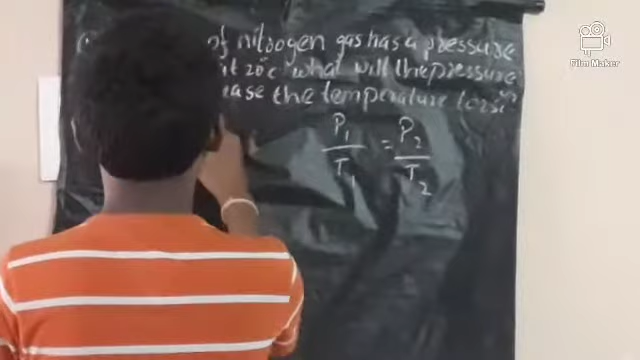 of nitrogen gas has a pressure
at 20°c what will the pressure
ease the temperature to
P1/T1 = P2/T2
Film Maker